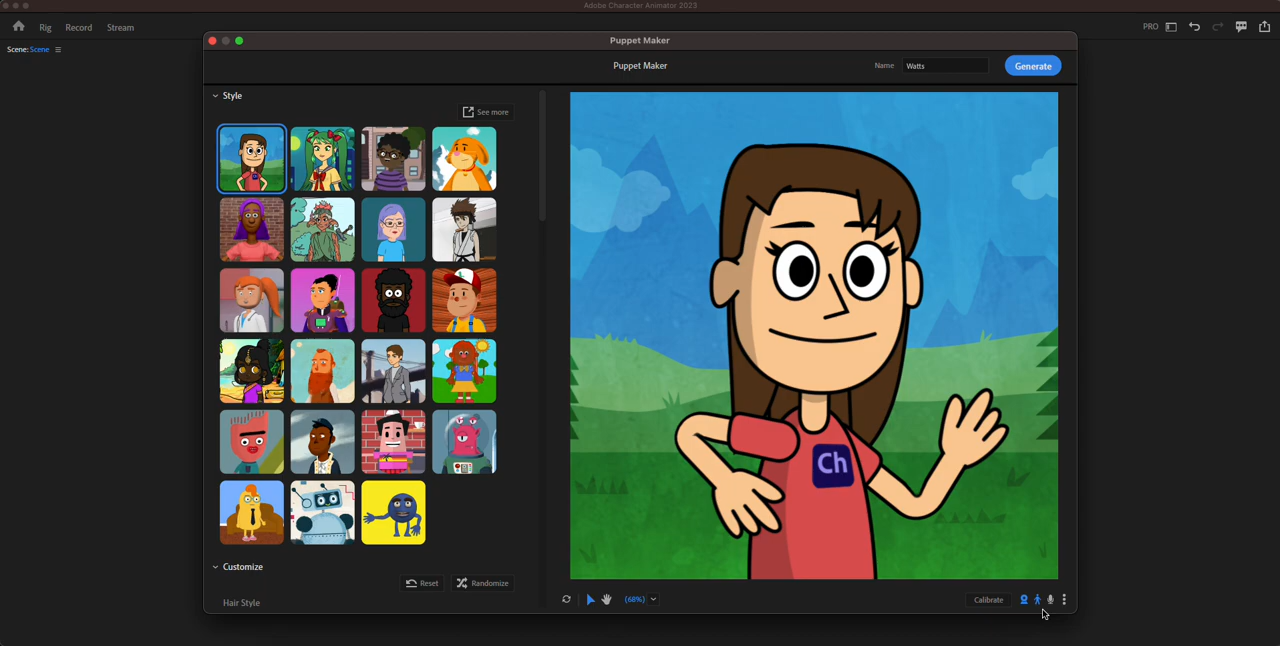 Adobe Character Animator 2023
Rig Record Stream
PRO
Scene: Scene
Puppet Maker
Puppet Maker
Name Watts Generate
Style
See more
Ch
Customize
Reset Randomize
Hair Style
(68%)
Calibrate